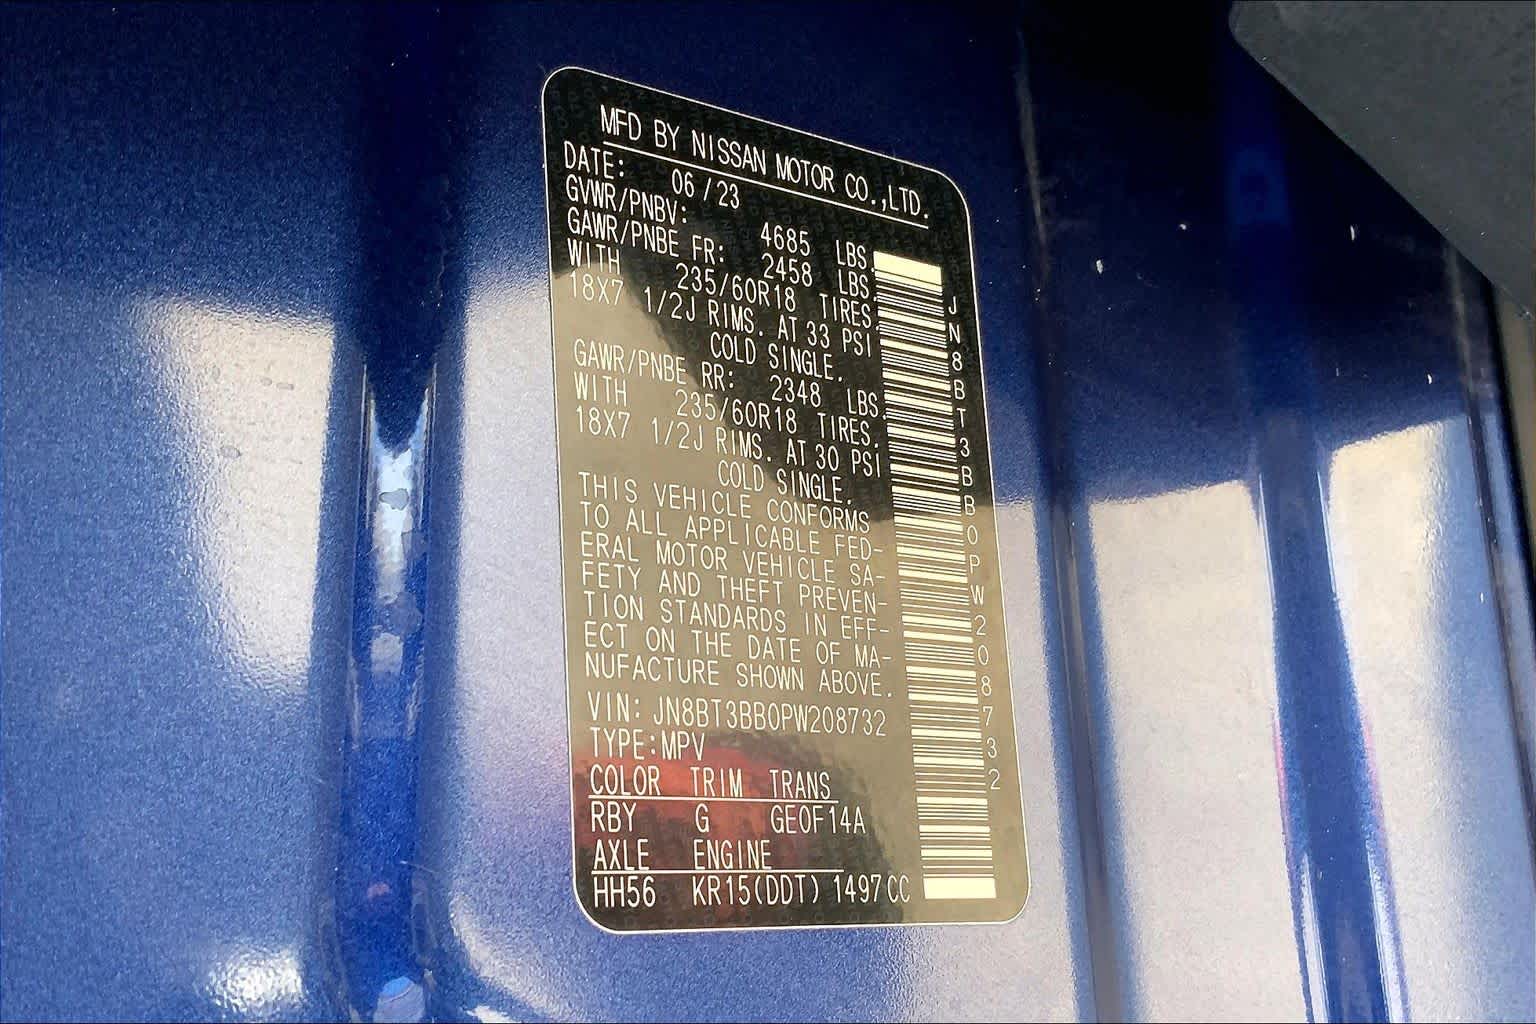 MFD BY NISSAN MOTOR CO.,LTD.
DATE: 06/23
GVWR/PNBV: 4685 LBS.
GAWR/PNBE FR: 2458 LBS.
WITH 235/60R18 TIRES.
18X7 1/2J RIMS. AT 33 PSI
COLD SINGLE.
GAWR/PNBE RR: 2348 LBS.
WITH 235/60R18 TIRES.
18X7 1/2J RIMS. AT 30 PSI
COLD SINGLE.
THIS VEHICLE CONFORMS
TO ALL APPLICABLE FED-
ERAL MOTOR VEHICLE SA-
FETY AND THEFT PREVEN-
TION STANDARDS IN EFF-
ECT ON THE DATE OF MA-
NUFACTURE SHOWN ABOVE.
VIN: JN8BT3BB0PW208732
TYPE:MPV
COLOR TRIM TRANS
RBY G GE0F14A
AXLE ENGINE
HH56 KR15(DDT) 1497CC
JN8BT3BB0PW208732